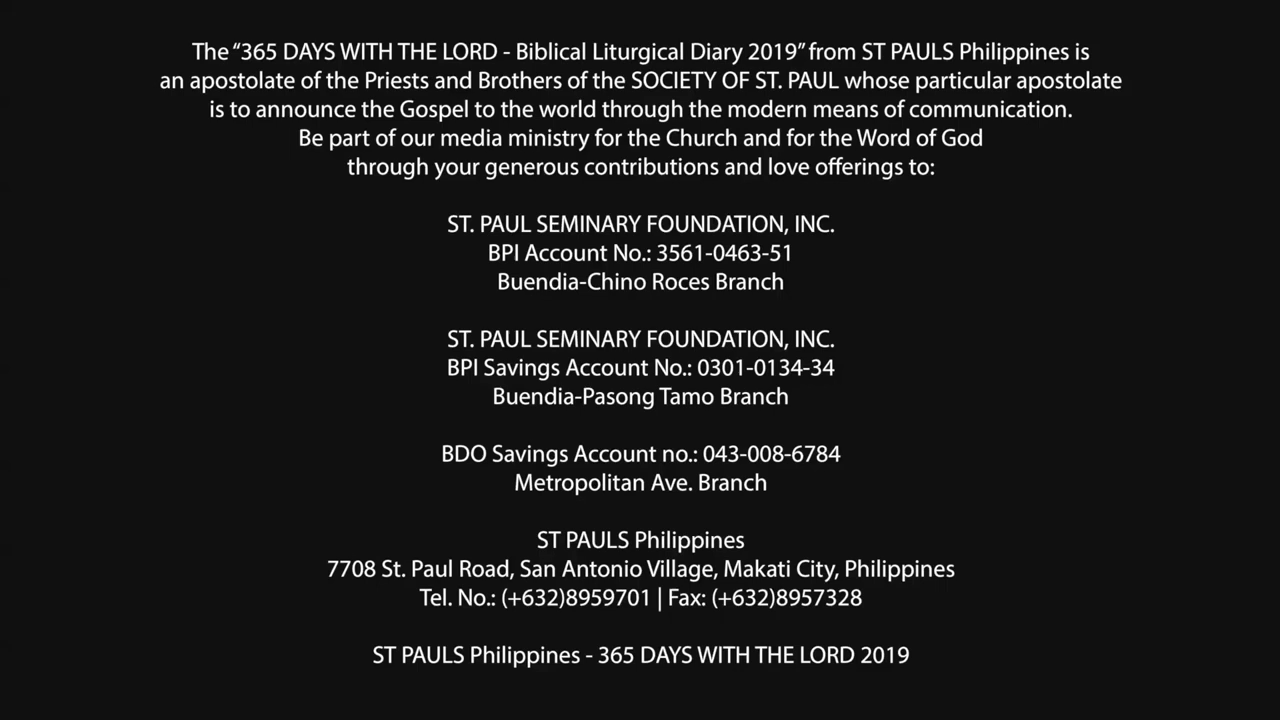 The “365 DAYS WITH THE LORD - Biblical Liturgical Diary 2019” from ST PAULS Philippines is
an apostolate of the Priests and Brothers of the SOCIETY OF ST. PAUL whose particular apostolate
is to announce the Gospel to the world through the modern means of communication.
Be part of our media ministry for the Church and for the Word of God
through your generous contributions and love offerings to:
ST. PAUL SEMINARY FOUNDATION, INC.
BPI Account No.: 3561-0463-51
Buendia-Chino Roces Branch
ST. PAUL SEMINARY FOUNDATION, INC.
BPI Savings Account No.: 0301-0134-34
Buendia-Pasong Tamo Branch
BDO Savings Account no.: 043-008-6784
Metropolitan Ave. Branch
ST PAULS Philippines
7708 St. Paul Road, San Antonio Village, Makati City, Philippines
Tel. No.: (+632)8959701 | Fax: (+632)8957328
ST PAULS Philippines - 365 DAYS WITH THE LORD 2019